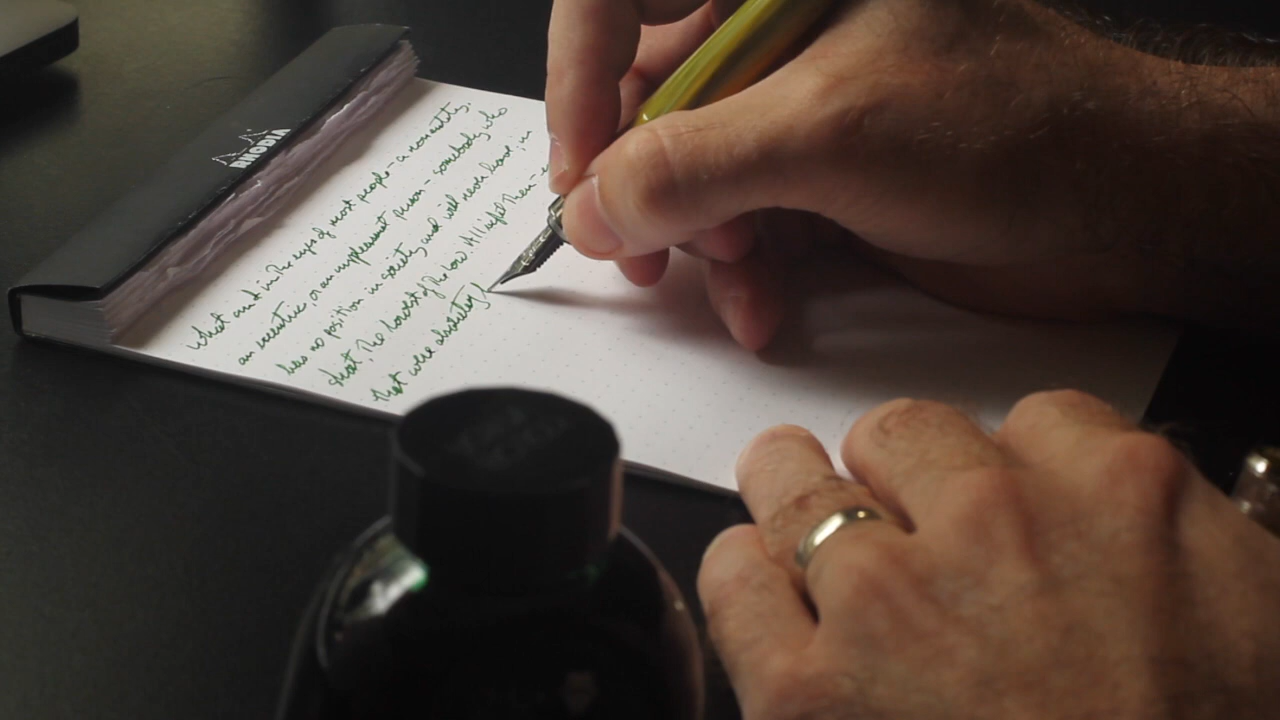 RHODIA
What am I in the eyes of most people - a nonentity,
an eccentric, or an unpleasant person - somebody who
has no position in society and will never have, in
short, the lowest of the low. All right then -
that were absolutely